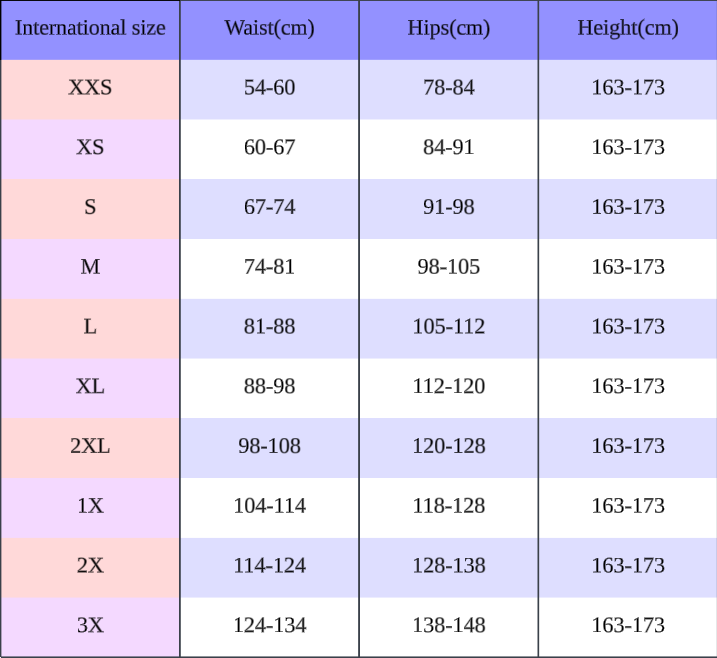 International size Waist(cm) Hips(cm) Height(cm)
XXS 54-60 78-84 163-173
XS 60-67 84-91 163-173
S 67-74 91-98 163-173
M 74-81 98-105 163-173
L 81-88 105-112 163-173
XL 88-98 112-120 163-173
2XL 98-108 120-128 163-173
1X 104-114 118-128 163-173
2X 114-124 128-138 163-173
3X 124-134 138-148 163-173